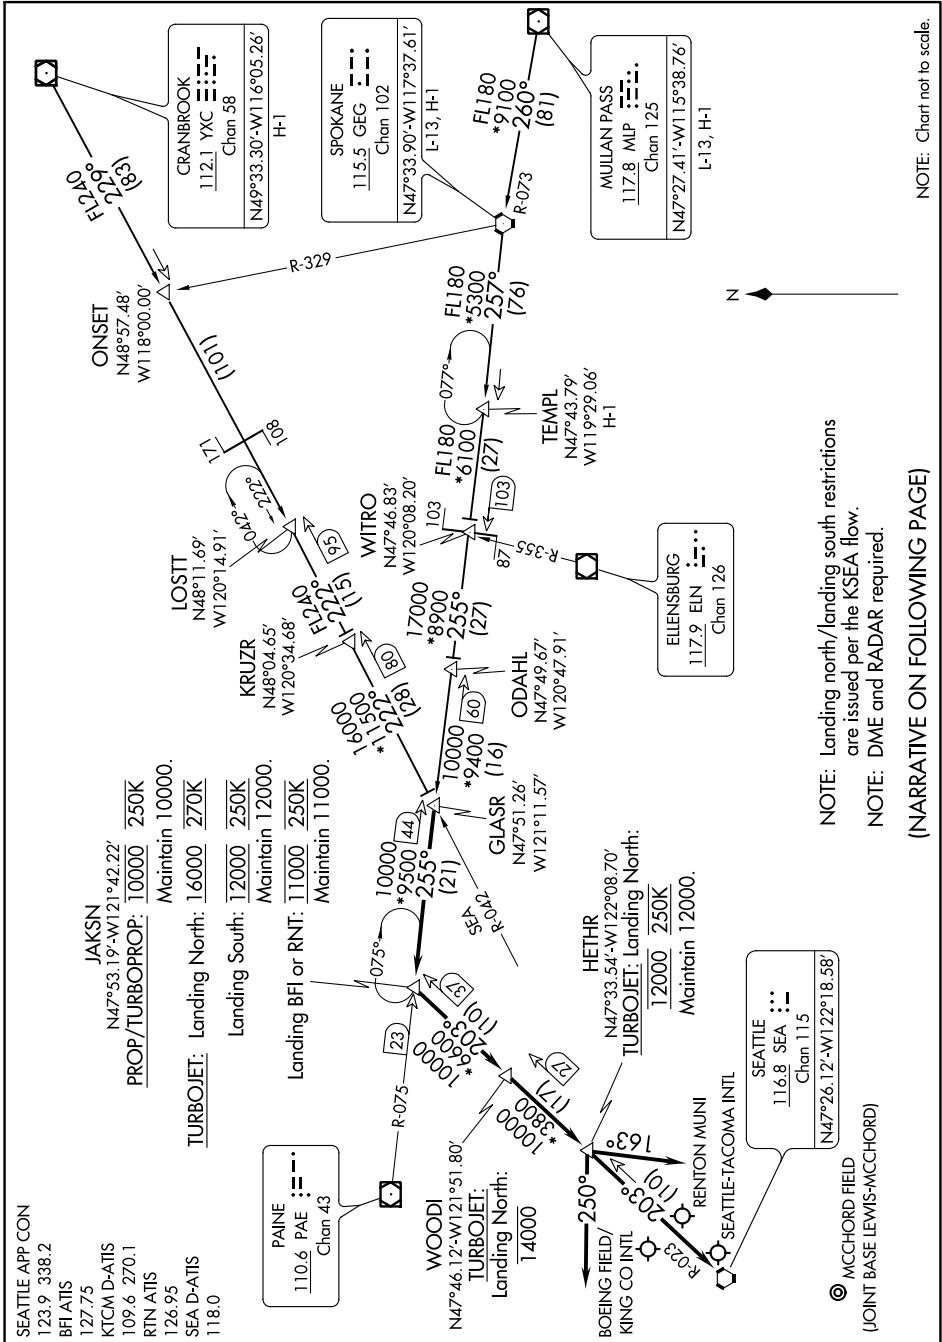 SEATTLE APP CON
123.9 338.2
BFI ATIS
127.75
KTCM D-ATIS
109.6 270.1
RTN ATIS
126.95
SEA D-ATIS
118.0
JAKSN
N47°53.19'-W121°42.22'
PROP/TURBOPROP: 10000 250K
Maintain 10000.
TURBOJET: Landing North: 16000 270K
Landing South: 12000 250K
Maintain 12000.
Landing BFI or RNT: 11000 250K
Maintain 11000.
CRANBROOK
112.1 YXC
Chan 58
N49°33.30'-W116°05.26'
H-1
FL240
229°
(83)
ONSET
N48°57.48'
W118°00.00'
(101)
171
108
R-329
SPOKANE
115.5 GEG
Chan 102
N47°33.90'-W117°37.61'
L-13, H-1
FL180
*9100
260°
(81)
R-073
MULLAN PASS
117.8 MLP
Chan 125
N47°27.41'-W115°38.76'
L-13, H-1
FL180
*5300
257°
(76)
077°
TEMPL
N47°43.79'
W119°29.06'
H-1
FL180
*6100
(27)
103
WITRO
N47°46.83'
W120°08.20'
103
87
R-355
ELLENSBURG
117.9 ELN
Chan 126
LOSTT
N48°11.69'
W120°14.91'
042°
222°
95
FL240
222°
(15)
KRUZR
N48°04.65'
W120°34.68'
80
16000
*11500
222°
(28)
17000
*8900
255°
(27)
ODAHL
N47°49.67'
W120°47.91'
60
10000
*9400
(16)
GLASR
N47°51.26'
W121°11.57'
44
SEA
R-042
10000
*9500
255°
(21)
075°
PAINE
110.6 PAE
Chan 43
R-075
23
37
10000
*6600
203°
(10)
WOODI
N47°46.12'-W121°51.80'
TURBOJET:
Landing North:
14000
27
10000
*3800
(17)
HETHR
N47°33.54'-W122°08.70'
TURBOJET: Landing North:
12000 250K
Maintain 12000.
250°
163°
203°
(10)
R-023
BOEING FIELD/
KING CO INTL
RENTON MUNI
SEATTLE-TACOMA INTL
SEATTLE
116.8 SEA
Chan 115
N47°26.12'-W122°18.58'
MCCHORD FIELD
(JOINT BASE LEWIS-MCCHORD)
N
NOTE: Landing north/landing south restrictions
are issued per the KSEA flow.
NOTE: DME and RADAR required.
(NARRATIVE ON FOLLOWING PAGE)
NOTE: Chart not to scale.